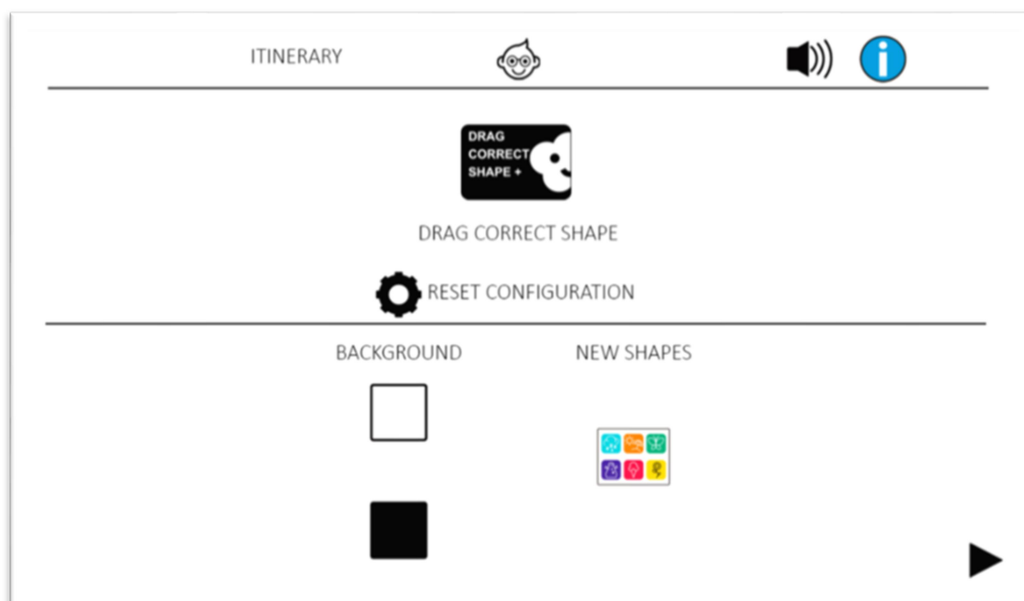 ITINERARY
DRAG
CORRECT
SHAPE +
DRAG CORRECT SHAPE
RESET CONFIGURATION
BACKGROUND
NEW SHAPES